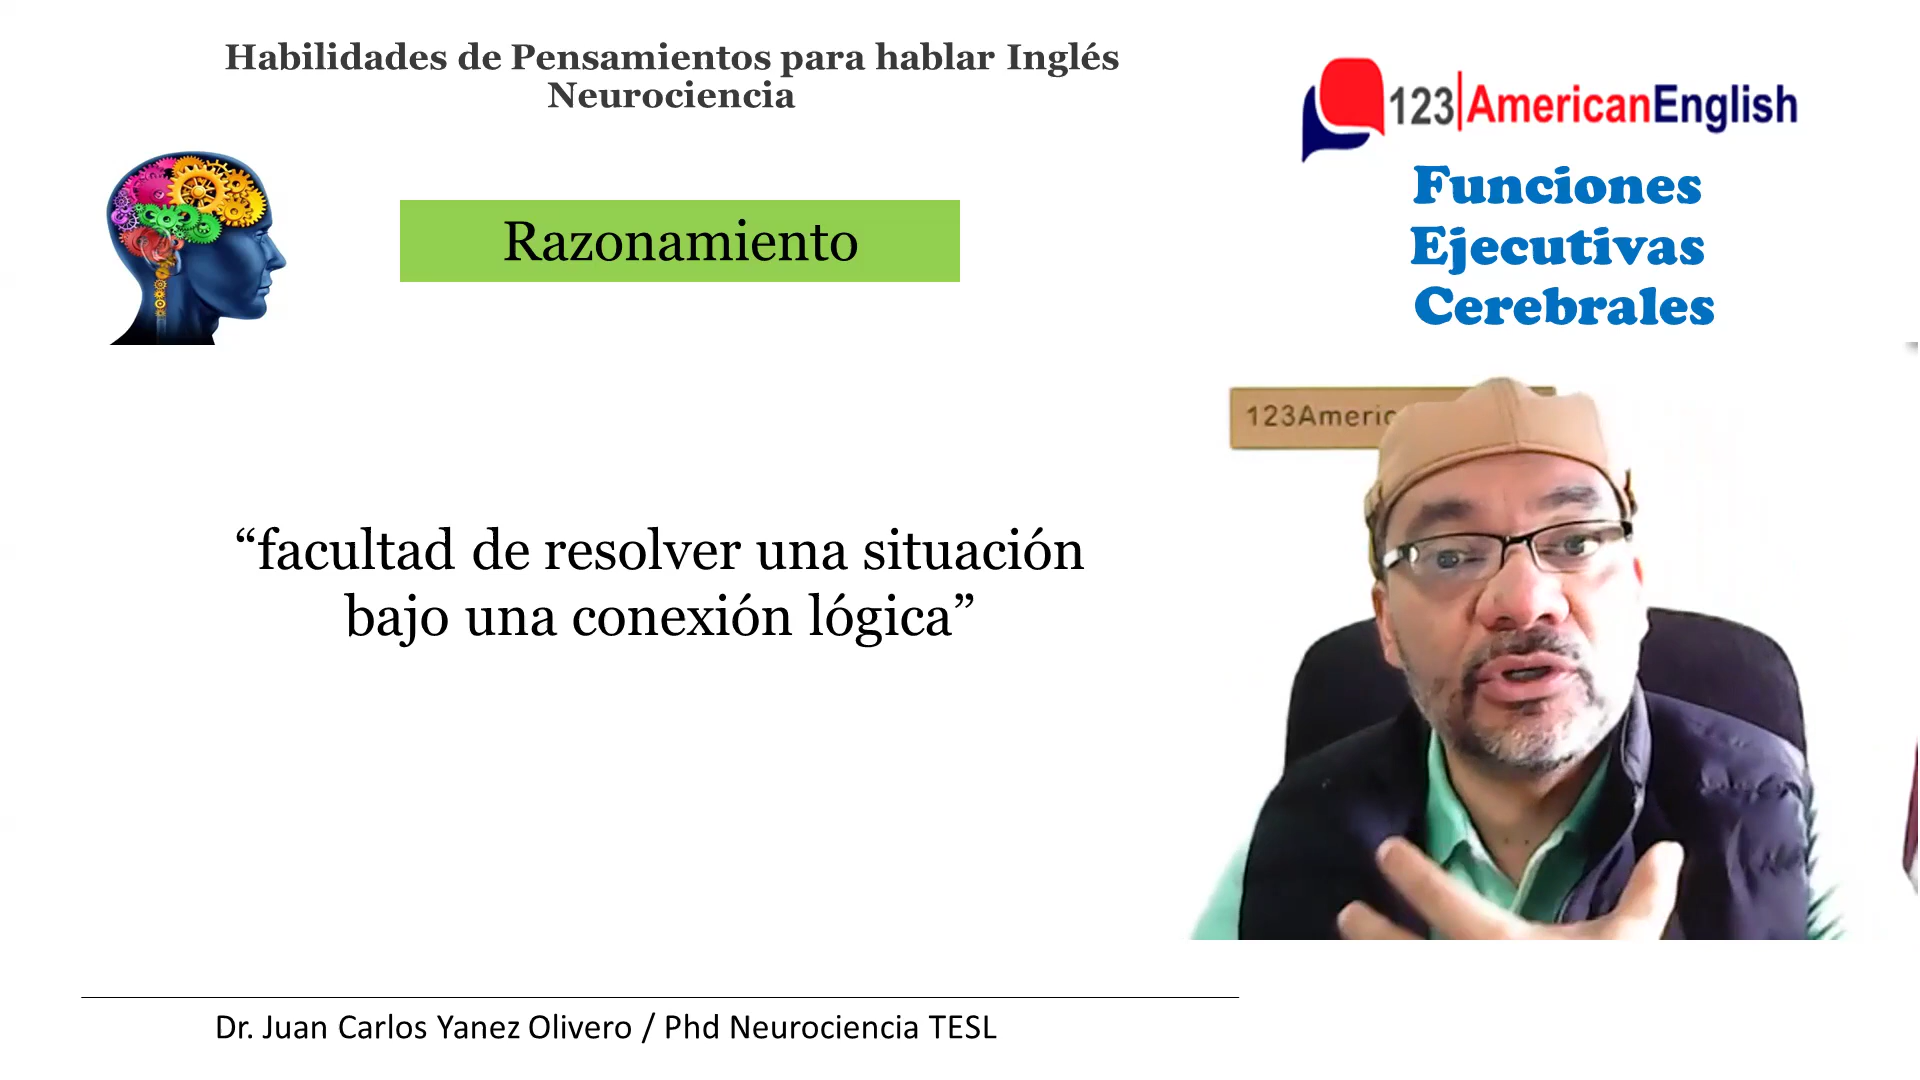 Habilidades de Pensamientos para hablar Inglés
Neurociencia
123|AmericanEnglish
Funciones
Ejecutivas
Cerebrales
Razonamiento
123Americ
“facultad de resolver una situación
bajo una conexión lógica”
Dr. Juan Carlos Yanez Olivero / Phd Neurociencia TESL